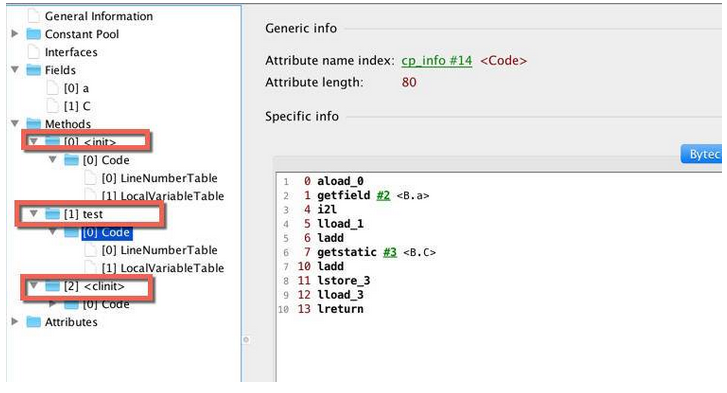 General Information
Constant Pool
Interfaces
Fields
[0] a
[1] C
Methods
[0] <init>
[0] Code
[0] LineNumberTable
[1] LocalVariableTable
[1] test
[0] Code
[0] LineNumberTable
[1] LocalVariableTable
[2] <clinit>
[0] Code
Attributes
Generic info
Attribute name index: cp_info #14 <Code>
Attribute length: 80
Specific info
Bytec
1 0 aload_0
2 1 getfield #2 <B.a>
3 4 i2l
4 5 lload_1
5 6 ladd
6 7 getstatic #3 <B.C>
7 10 ladd
8 11 lstore_3
9 12 lload_3
10 13 lreturn